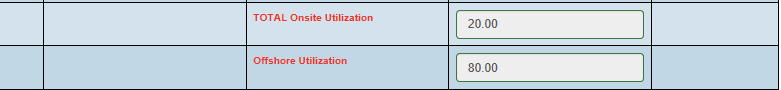 TOTAL Onsite Utilization 20.00
Offshore Utilization 80.00